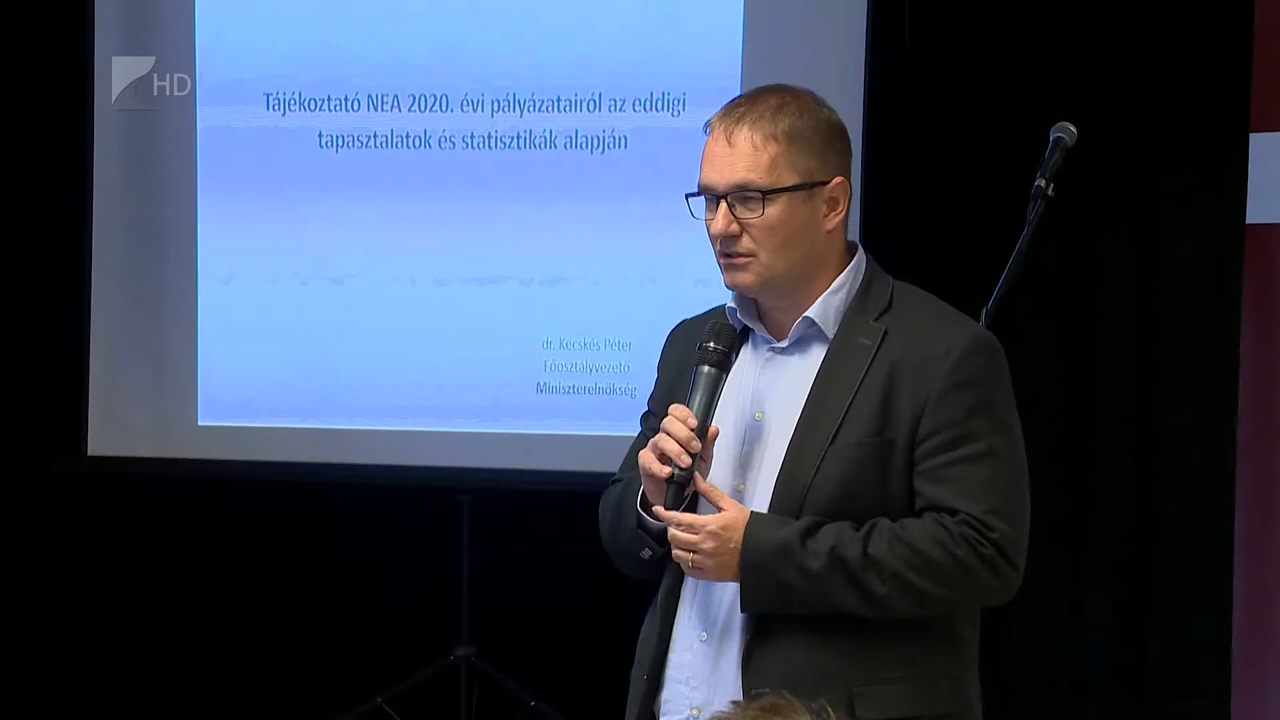 HD
Tájékoztató NEA 2020. évi pályázatairól az eddigi
tapasztalatok és statisztikák alapján
dr. Kecskés Péter
Főosztályvezető
Miniszterelnökség